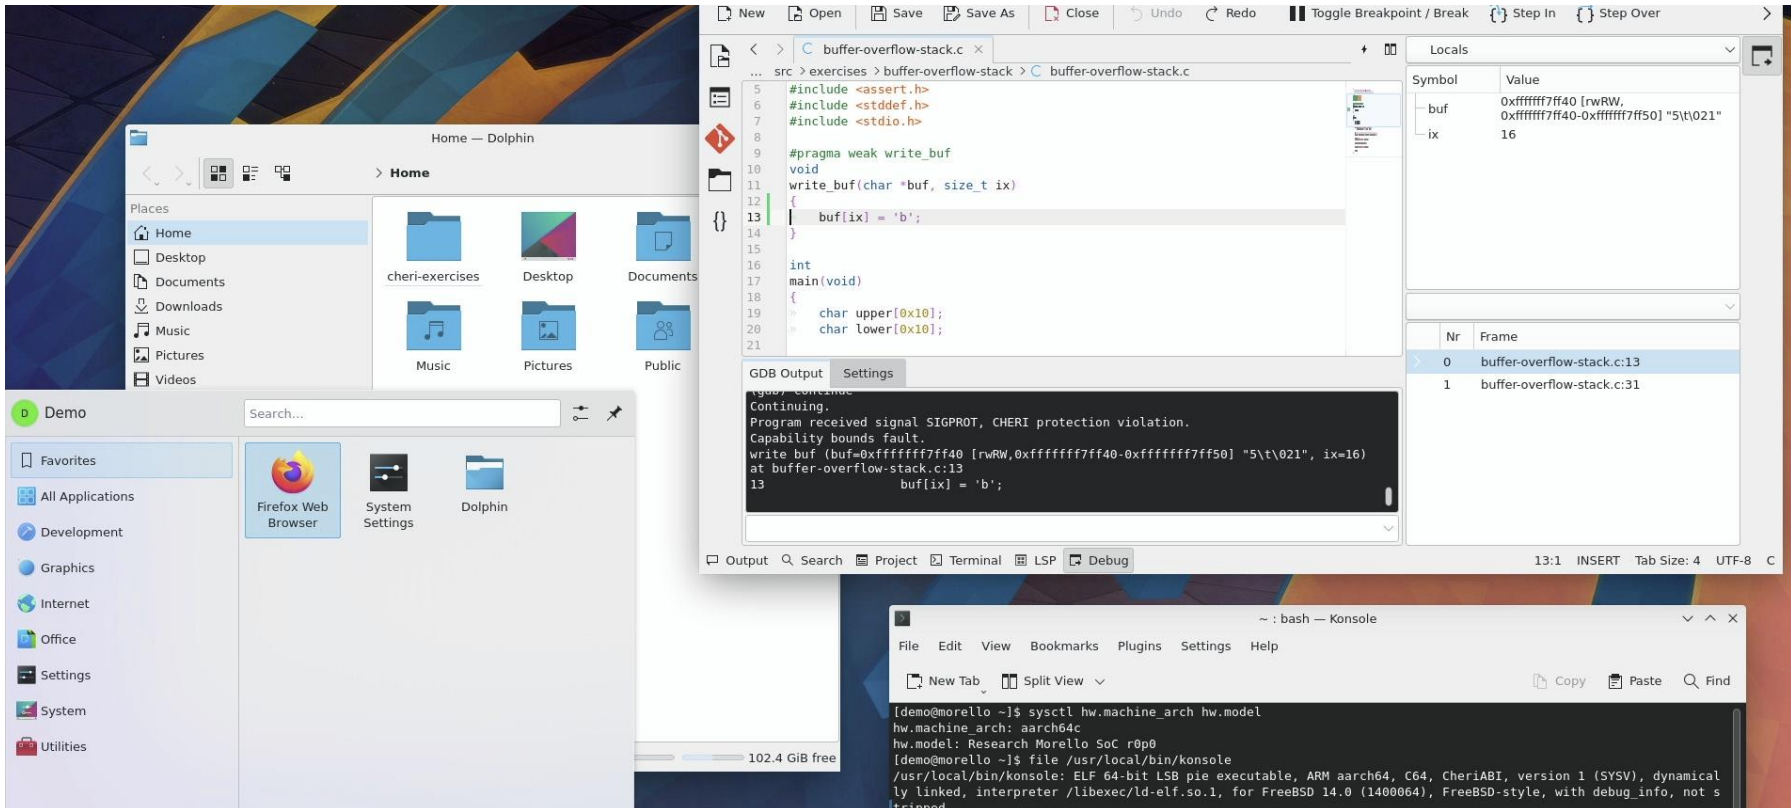 New Open Save Save As Close Undo Redo Toggle Breakpoint / Break Step In Step Over
buffer-overflow-stack.c
... src > exercises > buffer-overflow-stack > C buffer-overflow-stack.c
5 #include <assert.h>
6 #include <stddef.h>
7 #include <stdio.h>
8
9 #pragma weak write_buf
10 void
11 write_buf(char *buf, size_t ix)
12 {
13 buf[ix] = 'b';
14 }
15
16 int
17 main(void)
18 {
19 char upper[0x10];
20 char lower[0x10];
21
Locals
Symbol Value
buf 0xfffffff7ff40 [rwRW,
0xfffffff7ff40-0xfffffff7ff50] "5\t\021"
ix 16
Nr Frame
0 buffer-overflow-stack.c:13
1 buffer-overflow-stack.c:31
GDB Output Settings
(gdb) continue
Continuing.
Program received signal SIGPROT, CHERI protection violation.
Capability bounds fault.
write buf (buf=0xfffffff7ff40 [rwRW,0xfffffff7ff40-0xfffffff7ff50] "5\t\021", ix=16)
at buffer-overflow-stack.c:13
13 buf[ix] = 'b';
Output Search Project Terminal LSP Debug
13:1 INSERT Tab Size: 4 UTF-8 C
Home — Dolphin
> Home
Places
Home
Desktop
Documents
Downloads
Music
Pictures
Videos
cheri-exercises Desktop Documents
Music Pictures Public
102.4 GiB free
D Demo
Search...
Favorites
All Applications
Development
Graphics
Internet
Office
Settings
System
Utilities
Firefox Web
Browser
System
Settings
Dolphin
~ : bash — Konsole
File Edit View Bookmarks Plugins Settings Help
New Tab Split View Copy Paste Find
[demo@morello ~]$ sysctl hw.machine_arch hw.model
hw.machine_arch: aarch64c
hw.model: Research Morello SoC r0p0
[demo@morello ~]$ file /usr/local/bin/konsole
/usr/local/bin/konsole: ELF 64-bit LSB pie executable, ARM aarch64, C64, CheriABI, version 1 (SYSV), dynamical
ly linked, interpreter /libexec/ld-elf.so.1, for FreeBSD 14.0 (1400064), FreeBSD-style, with debug_info, not s
tripped